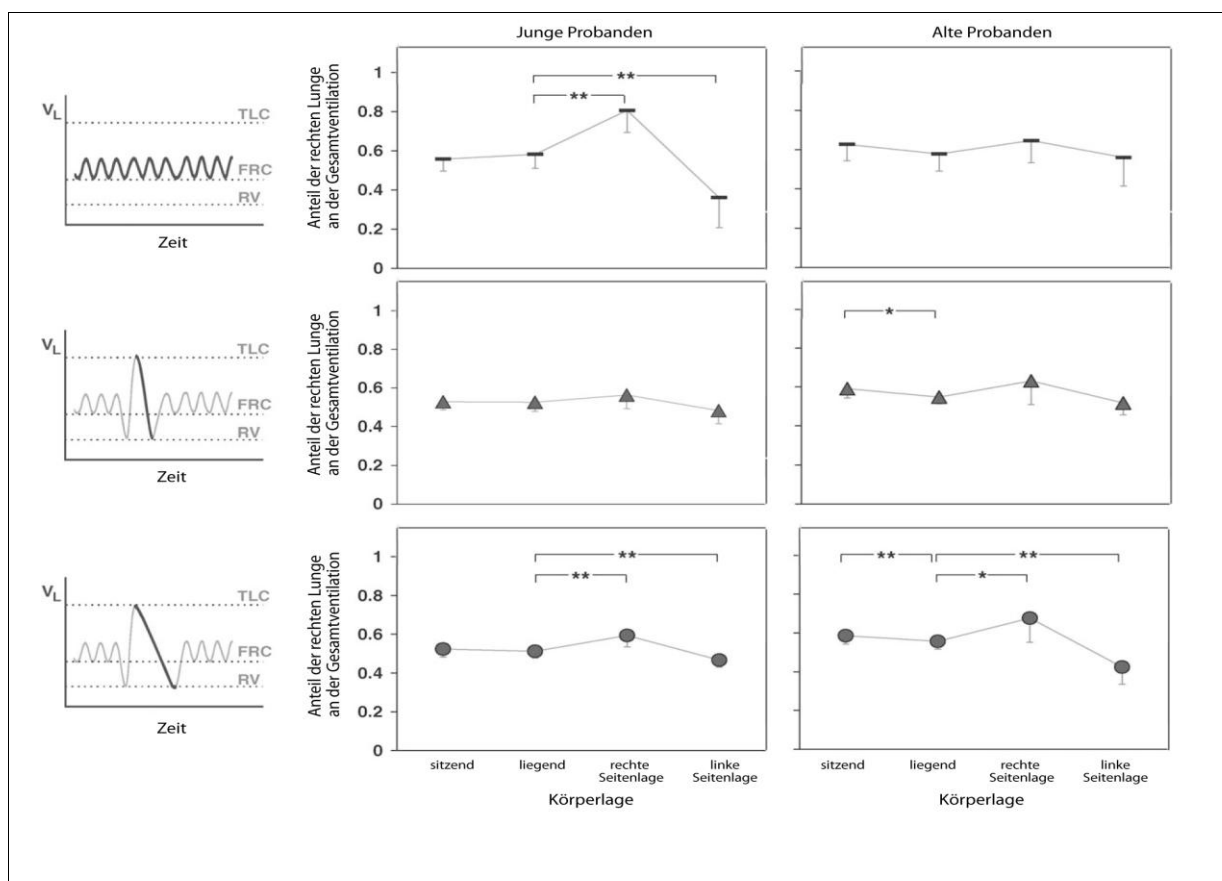 Junge Probanden
Alte Probanden
V_L
TLC
FRC
RV
Zeit
Anteil der rechten Lunge
an der Gesamtventilation
1
0.8
0.6
0.4
0.2
0
**
**
V_L
TLC
FRC
RV
Zeit
Anteil der rechten Lunge
an der Gesamtventilation
1
0.8
0.6
0.4
0.2
0
*
V_L
TLC
FRC
RV
Zeit
Anteil der rechten Lunge
an der Gesamtventilation
1
0.8
0.6
0.4
0.2
0
**
**
** **
*
sitzend
liegend
rechte
Seitenlage
linke
Seitenlage
Körperlage
sitzend
liegend
rechte
Seitenlage
linke
Seitenlage
Körperlage